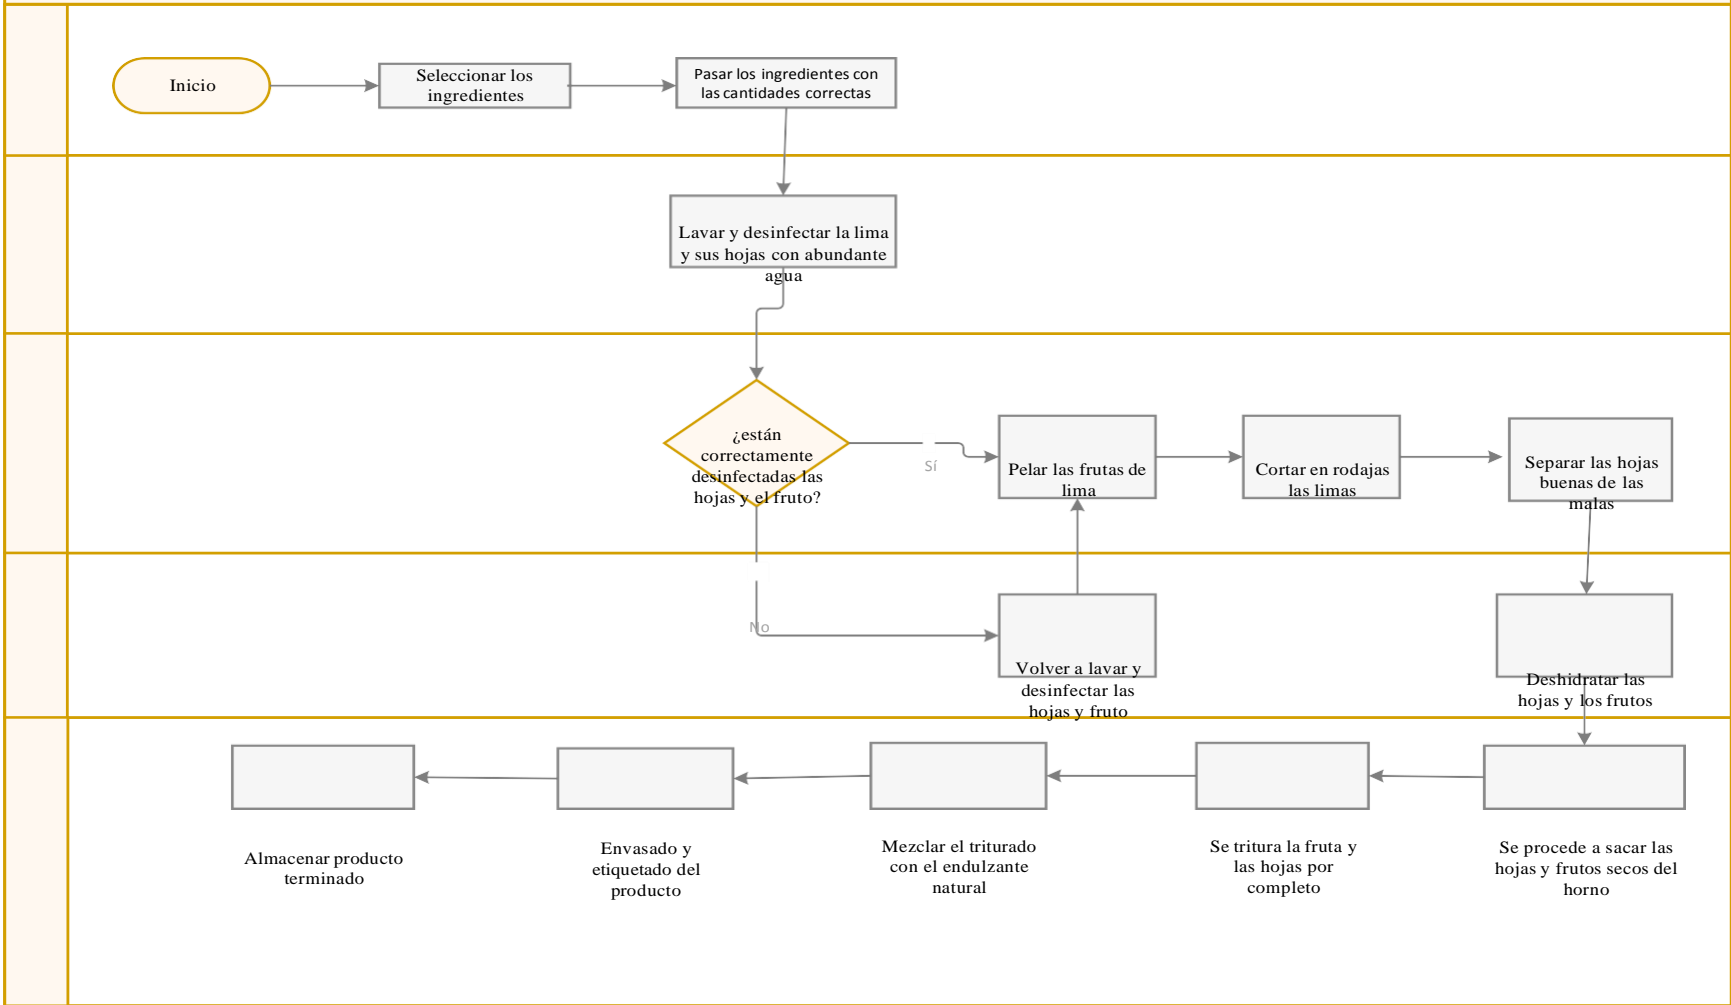 Inicio
Seleccionar los
ingredientes
Pasar los ingredientes con
las cantidades correctas
Lavar y desinfectar la lima
y sus hojas con abundante
agua
¿están
correctamente
desinfectadas las
hojas y el fruto?
Sí
Pelar las frutas de
lima
Cortar en rodajas
las limas
Separar las hojas
buenas de las
malas
No
Volver a lavar y
desinfectar las
hojas y fruto
Deshidratar las
hojas y los frutos
Almacenar producto
terminado
Envasado y
etiquetado del
producto
Mezclar el triturado
con el endulzante
natural
Se tritura la fruta y
las hojas por
completo
Se procede a sacar las
hojas y frutos secos del
horno